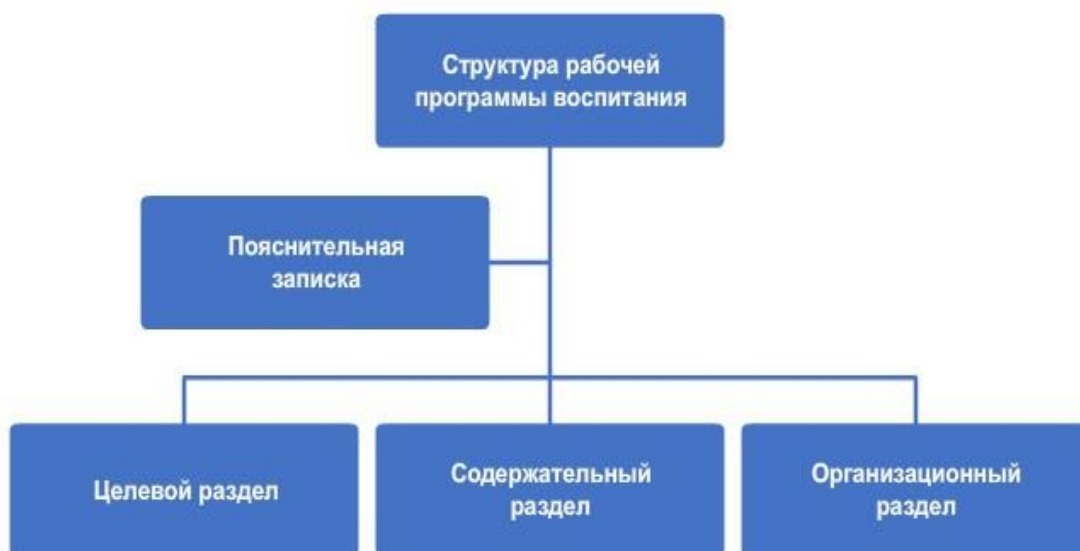 Структура рабочей
программы воспитания
Пояснительная
записка
Целевой раздел
Содержательный
раздел
Организационный
раздел